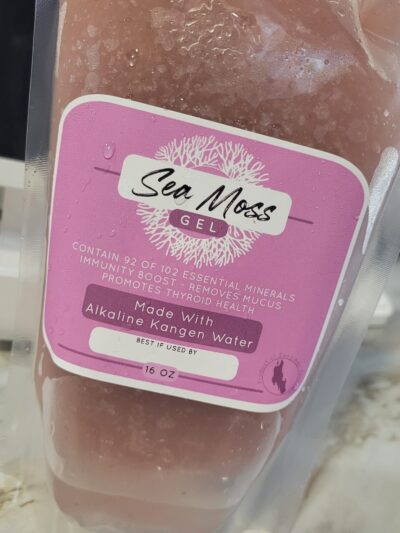 Sea Moss
GEL
CONTAIN 92 OF 102 ESSENTIAL MINERALS
IMMUNITY BOOST - REMOVES MUCUS
PROMOTES THYROID HEALTH
Made With
Alkaline Kangen Water
BEST IF USED BY
16 OZ